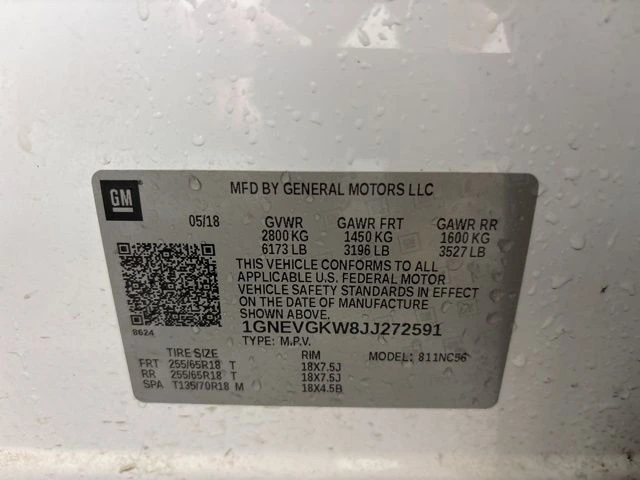 GM
MFD BY GENERAL MOTORS LLC
05/18 GVWR GAWR FRT GAWR RR
2800 KG 1450 KG 1600 KG
6173 LB 3196 LB 3527 LB
THIS VEHICLE CONFORMS TO ALL
APPLICABLE U.S. FEDERAL MOTOR
VEHICLE SAFETY STANDARDS IN EFFECT
ON THE DATE OF MANUFACTURE.
8624 1GNEVGKW8JJ272591
TYPE: M.P.V. MODEL: 811NC56
TIRE SIZE RIM
FRT 255/65R18 T 18X7.5J
RR 255/65R18 T 18X7.5J
SPA T135/70R18 M 18X4.5B